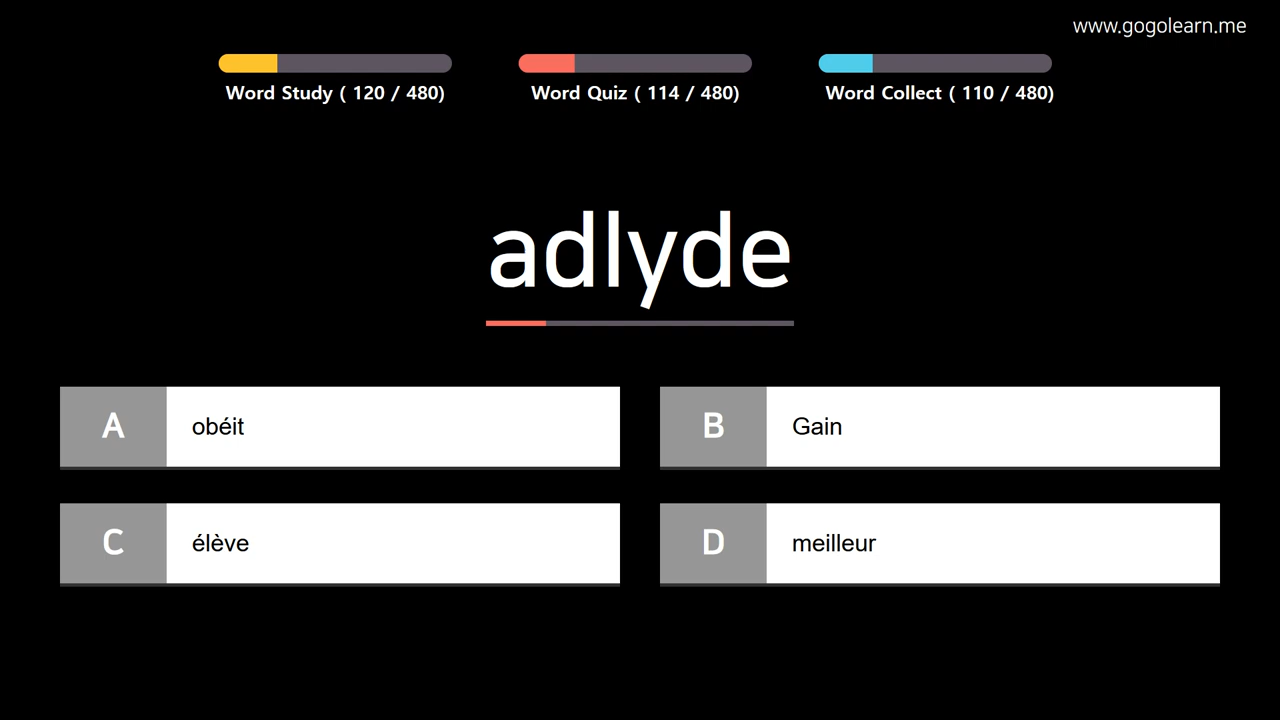 www.gogolearn.me
Word Study ( 120 / 480)
Word Quiz ( 114 / 480)
Word Collect ( 110 / 480)
adlyde
A obéit
B Gain
C élève
D meilleur